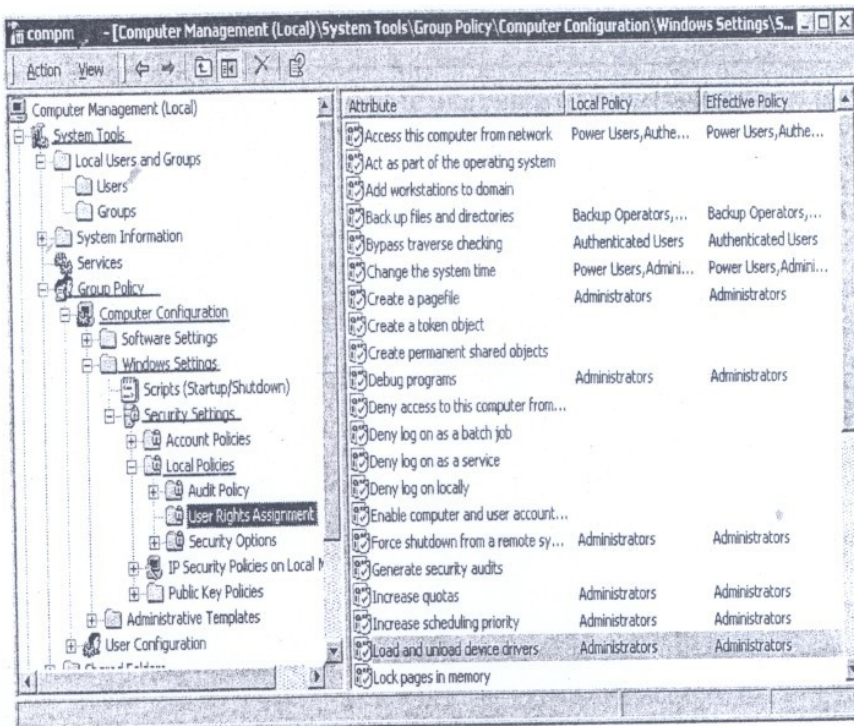 compm - [Computer Management (Local)\System Tools\Group Policy\Computer Configuration\Windows Settings\S...
Action View
Computer Management (Local)
System Tools
Local Users and Groups
Users
Groups
System Information
Services
Group Policy
Computer Configuration
Software Settings
Windows Settings
Scripts (Startup/Shutdown)
Security Settings
Account Policies
Local Policies
Audit Policy
User Rights Assignment
Security Options
IP Security Policies on Local M
Public Key Policies
Administrative Templates
User Configuration
Shared Folders
Attribute Local Policy Effective Policy
Access this computer from network Power Users,Authe... Power Users,Authe...
Act as part of the operating system
Add workstations to domain
Back up files and directories Backup Operators,... Backup Operators,...
Bypass traverse checking Authenticated Users Authenticated Users
Change the system time Power Users,Admini... Power Users,Admini...
Create a pagefile Administrators Administrators
Create a token object
Create permanent shared objects
Debug programs Administrators Administrators
Deny access to this computer from...
Deny log on as a batch job
Deny log on as a service
Deny log on locally
Enable computer and user account...
Force shutdown from a remote sy... Administrators Administrators
Generate security audits
Increase quotas Administrators Administrators
Increase scheduling priority Administrators Administrators
Load and unload device drivers Administrators Administrators
Lock pages in memory